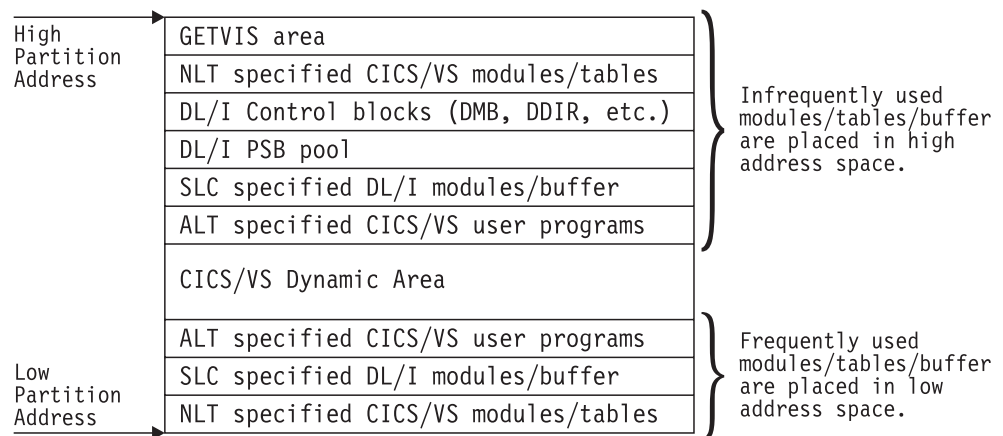 High
Partition
Address
GETVIS area
NLT specified CICS/VS modules/tables
DL/I Control blocks (DMB, DDIR, etc.)
DL/I PSB pool
SLC specified DL/I modules/buffer
ALT specified CICS/VS user programs
Infrequently used
modules/tables/buffer
are placed in high
address space.
CICS/VS Dynamic Area
ALT specified CICS/VS user programs
SLC specified DL/I modules/buffer
NLT specified CICS/VS modules/tables
Low
Partition
Address
Frequently used
modules/tables/buffer
are placed in low
address space.